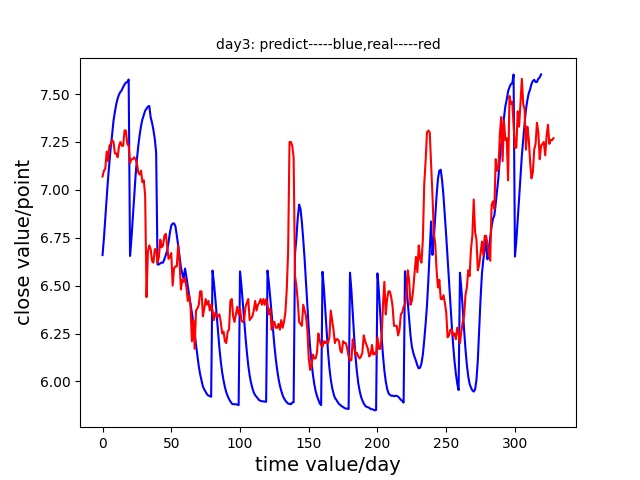 day3: predict-----blue,real-----red
close value/point
7.50
7.25
7.00
6.75
6.50
6.25
6.00
0 50 100 150 200 250 300
time value/day